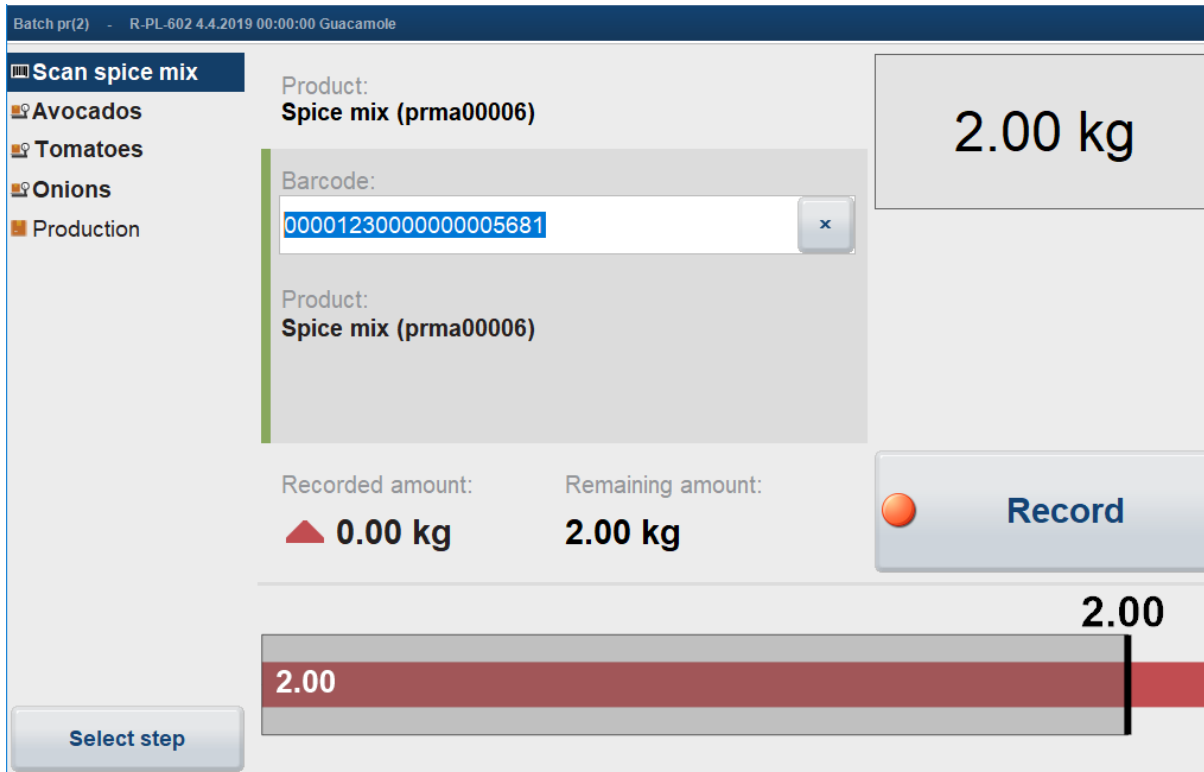 Batch pr(2) - R-PL-602 4.4.2019 00:00:00 Guacamole
Scan spice mix
Avocados
Tomatoes
Onions
Production
Select step
Product:
Spice mix (prma00006)
Barcode:
00001230000000005681
x
Product:
Spice mix (prma00006)
2.00 kg
Recorded amount: Remaining amount:
0.00 kg 2.00 kg
Record
2.00
2.00